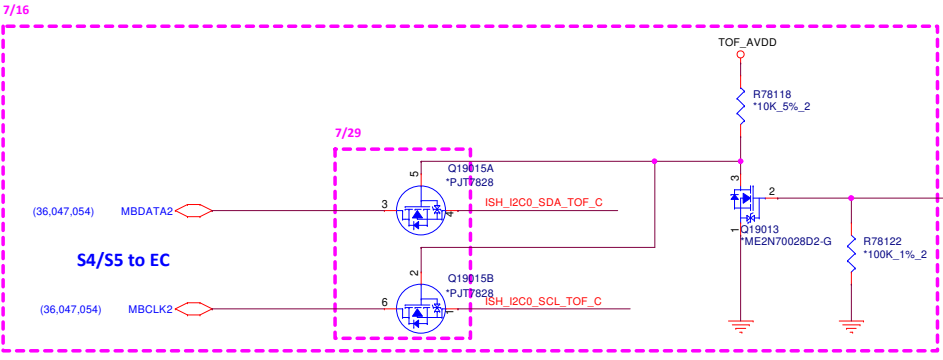 7/16
TOF_AVDD
R78118
*10K_5%_2
7/29
5
Q19015A
*PJT7828
3
2
(36,047,054) MBDATA2
3
4
ISH_I2C0_SDA_TOF_C
1
Q19013
*ME2N70028D2-G
R78122
*100K_1%_2
S4/S5 to EC
2
Q19015B
*PJT7828
(36,047,054) MBCLK2
6
1
ISH_I2C0_SCL_TOF_C